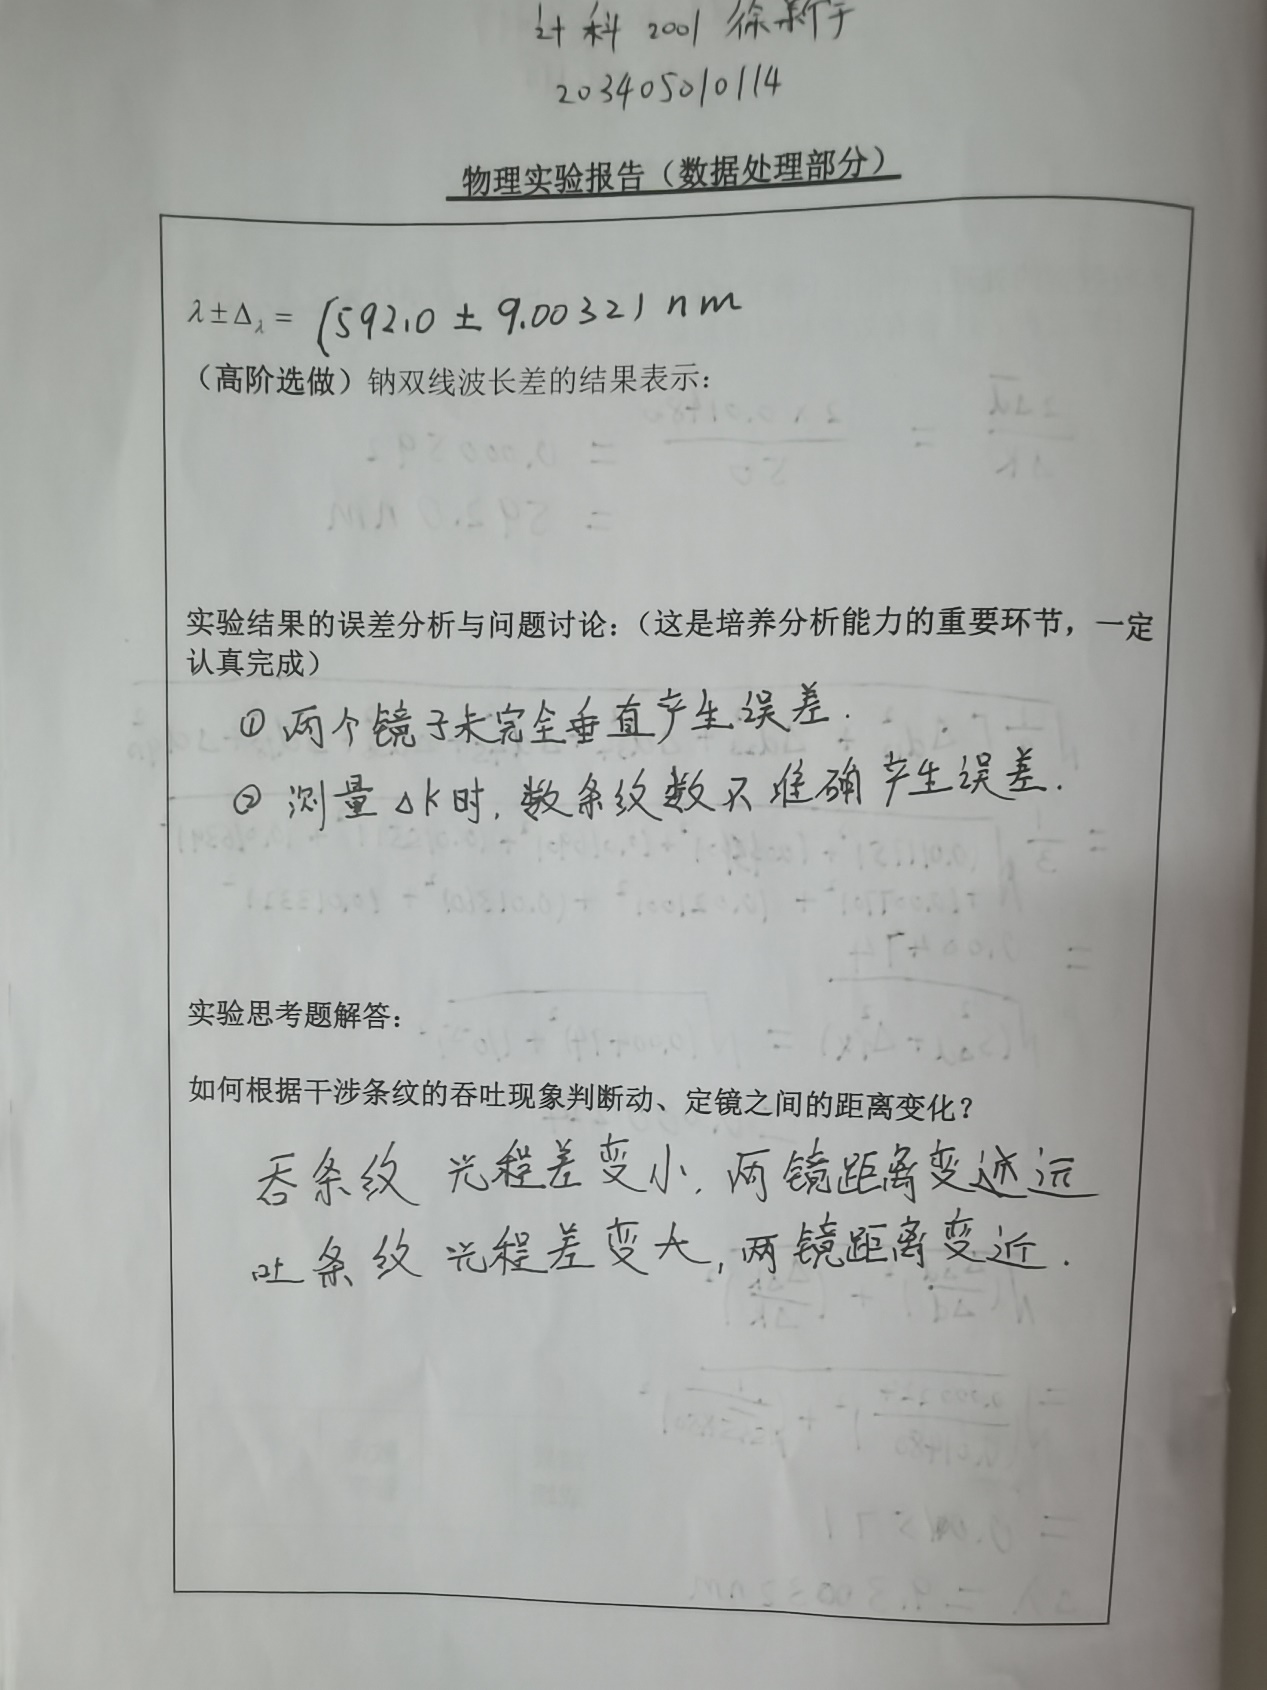 计科 2001 徐新宇
203405010114
物理实验报告（数据处理部分）
λ±Δλ = (592.0 ± 9.0032) nm
（高阶选做）钠双线波长差的结果表示：
实验结果的误差分析与问题讨论：（这是培养分析能力的重要环节，一定
认真完成）
① 两个镜子未完全垂直产生误差.
② 测量ΔK时, 数条纹数不准确产生误差.
实验思考题解答：
如何根据干涉条纹的吞吐现象判断动、定镜之间的距离变化？
吞条纹 光程差变小, 两镜距离变远
吐条纹 光程差变大, 两镜距离变近.